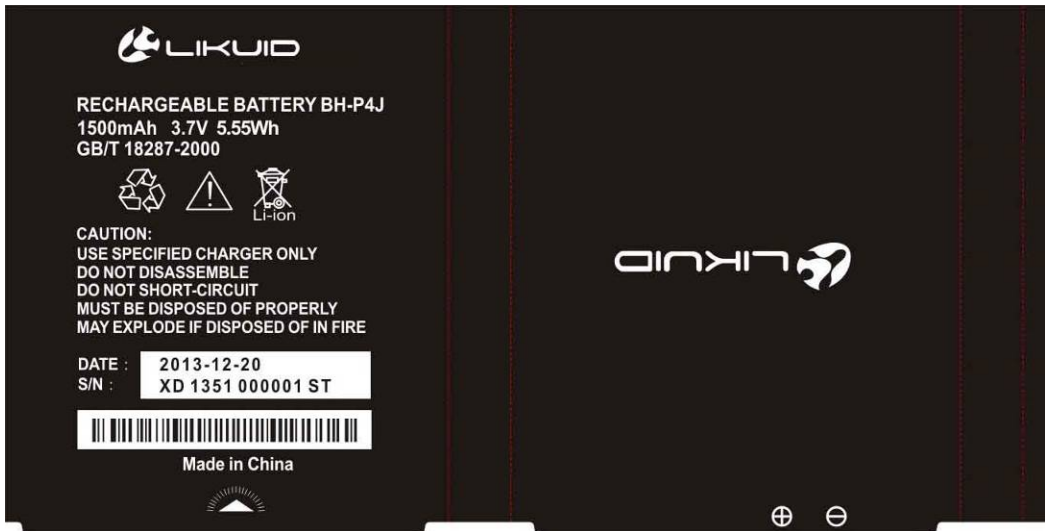 LIKUID
RECHARGEABLE BATTERY BH-P4J
1500mAh 3.7V 5.55Wh
GB/T 18287-2000
Li-ion
CAUTION:
USE SPECIFIED CHARGER ONLY
DO NOT DISASSEMBLE
DO NOT SHORT-CIRCUIT
MUST BE DISPOSED OF PROPERLY
MAY EXPLODE IF DISPOSED OF IN FIRE
DATE : 2013-12-20
S/N : XD 1351 000001 ST
Made in China
LIKUID